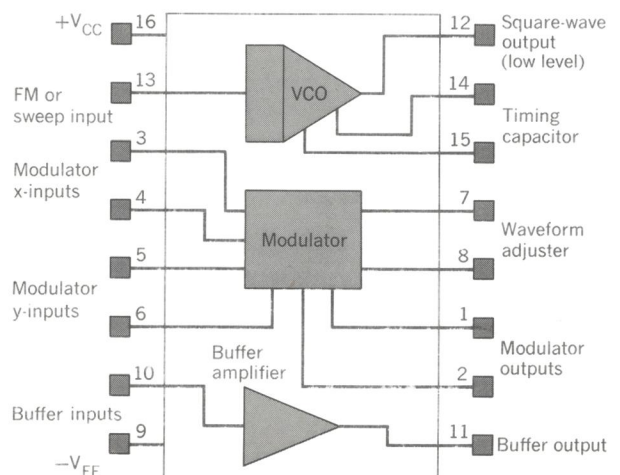 +VCC
16
13
FM or
sweep input
3
Modulator
x-inputs
4
5
Modulator
y-inputs
6
10
Buffer inputs
9
−VEE
VCO
Modulator
Buffer
amplifier
12
Square-wave
output
(low level)
14
Timing
capacitor
15
7
Waveform
adjuster
8
1
Modulator
outputs
2
11
Buffer output